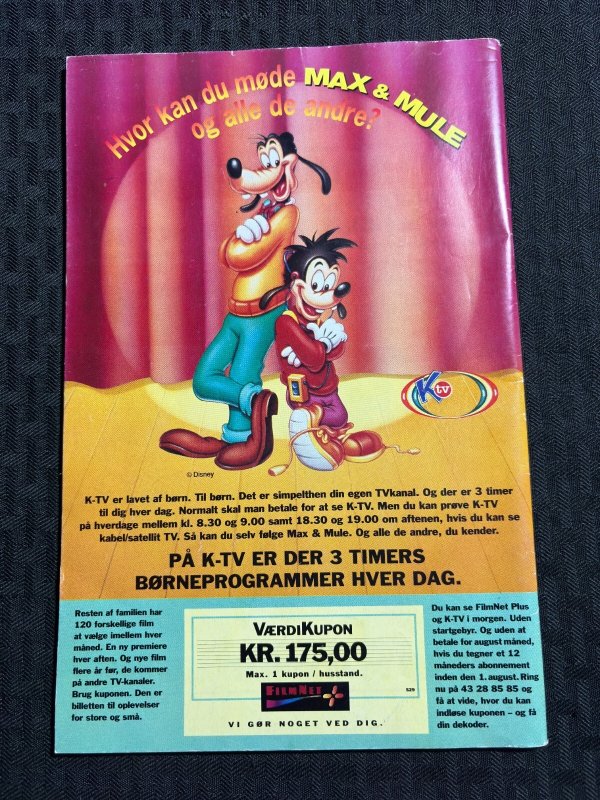 Hvor kan du møde MAX & MULE
og alle de andre?
K tv
© Disney
K-TV er lavet af børn. Til børn. Det er simpelthen din egen TVkanal. Og der er 3 timer
til dig hver dag. Normalt skal man betale for at se K-TV. Men du kan prøve K-TV
på hverdage mellem kl. 8.30 og 9.00 samt 18.30 og 19.00 om aftenen, hvis du kan se
kabel/satellit TV. Så kan du selv følge Max & Mule. Og alle de andre, du kender.
PÅ K-TV ER DER 3 TIMERS
BØRNEPROGRAMMER HVER DAG.
Resten af familien har
120 forskellige film
at vælge imellem hver
måned. En ny premiere
hver aften. Og nye film
flere år før, de kommer
på andre TV-kanaler.
Brug kuponen. Den er
billetten til oplevelser
for store og små.
VÆRDIKUPON
KR. 175,00
Max. 1 kupon / husstand.
FILMNET +
529
VI GØR NOGET VED DIG.
Du kan se FilmNet Plus
og K-TV i morgen. Uden
startgebyr. Og uden at
betale for august måned,
hvis du tegner et 12
måneders abonnement
inden den 1. august. Ring
nu på 43 28 85 85 og
få at vide, hvor du kan
indløse kuponen – og få
din dekoder.